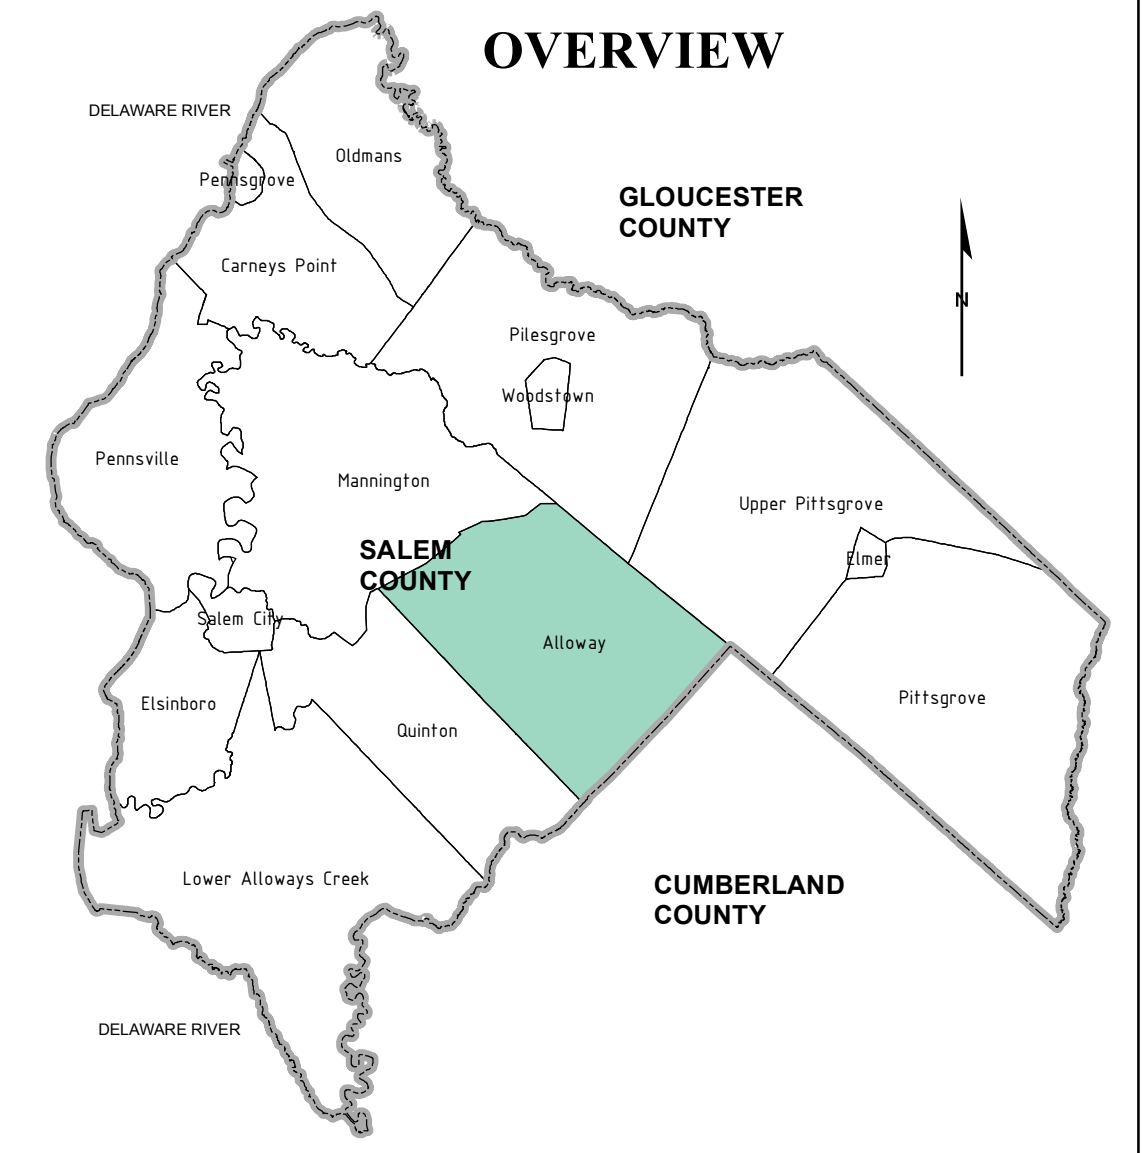 OVERVIEW
DELAWARE RIVER
Oldmans
Pennsgrove
GLOUCESTER
COUNTY
Carneys Point
N
Pilesgrove
Woodstown
Pennsville
Mannington
Upper Pittsgrove
SALEM
COUNTY
Elmer
Salem City
Alloway
Elsinboro
Pittsgrove
Quinton
Lower Alloways Creek
CUMBERLAND
COUNTY
DELAWARE RIVER